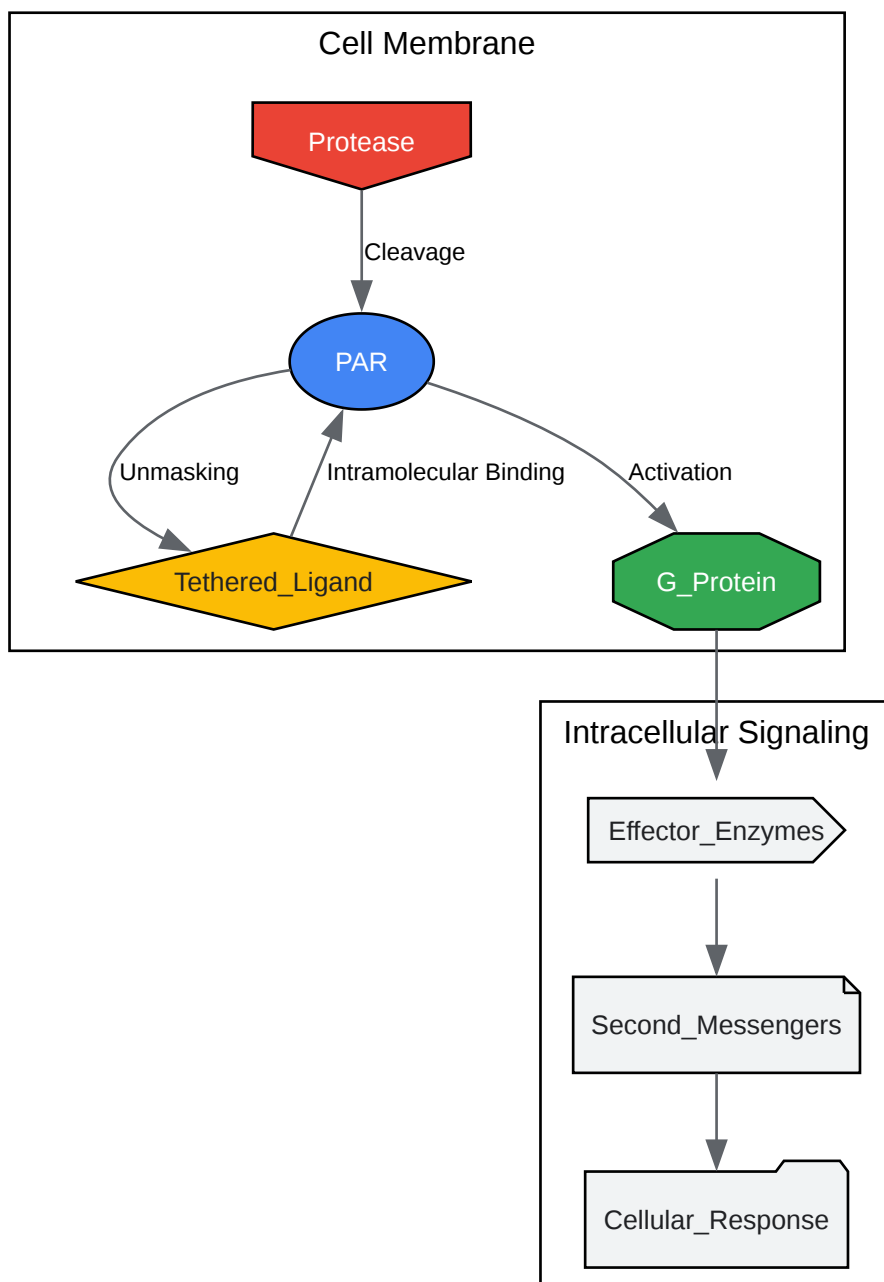 Cell Membrane
Protease
Cleavage
PAR
Unmasking
Intramolecular Binding
Activation
Tethered_Ligand
G_Protein
Intracellular Signaling
Effector_Enzymes
Second_Messengers
Cellular_Response